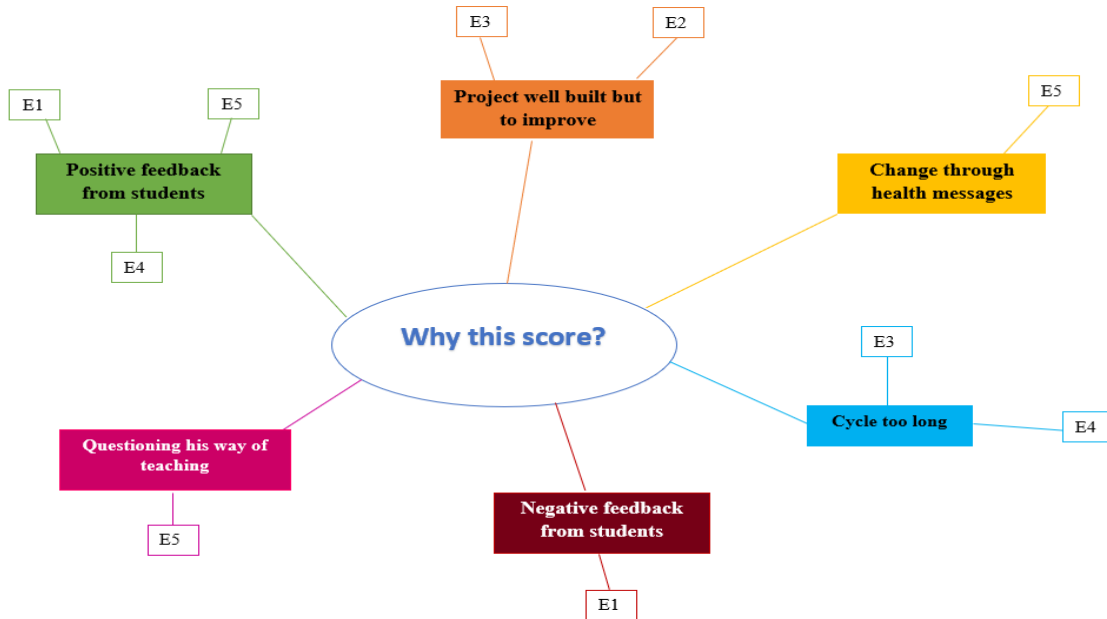 E3
E2
Project well built but
to improve
E1
E5
Positive feedback
from students
E4
E5
Change through
health messages
Why this score?
E3
Cycle too long
E4
Questioning his way of
teaching
E5
Negative feedback
from students
E1